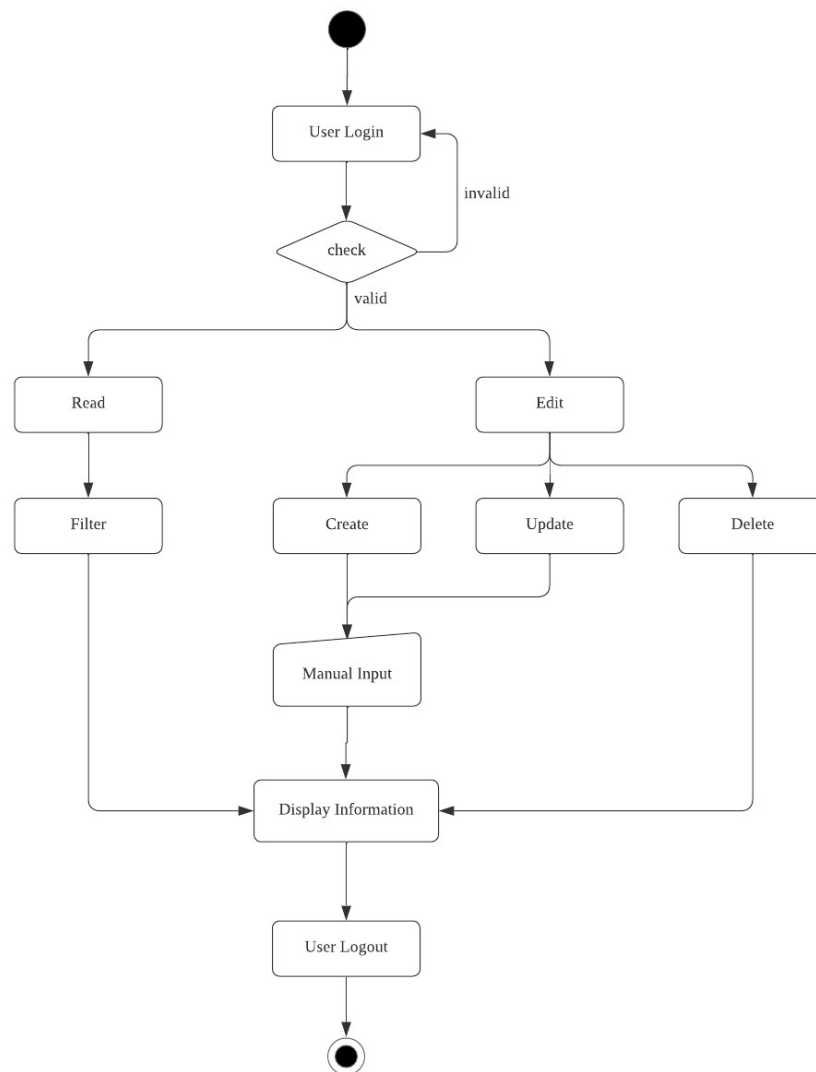 User Login
invalid
check
valid
Read
Edit
Filter
Create
Update
Delete
Manual Input
Display Information
User Logout